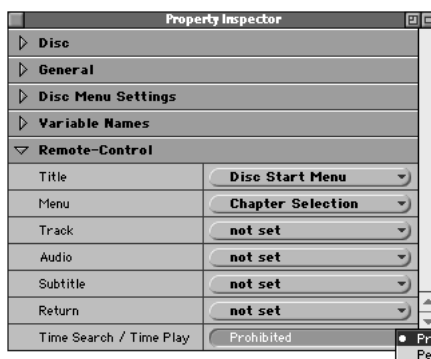 Property Inspector
Disc
General
Disc Menu Settings
Variable Names
Remote-Control
Title Disc Start Menu
Menu Chapter Selection
Track not set
Audio not set
Subtitle not set
Return not set
Time Search / Time Play Prohibited